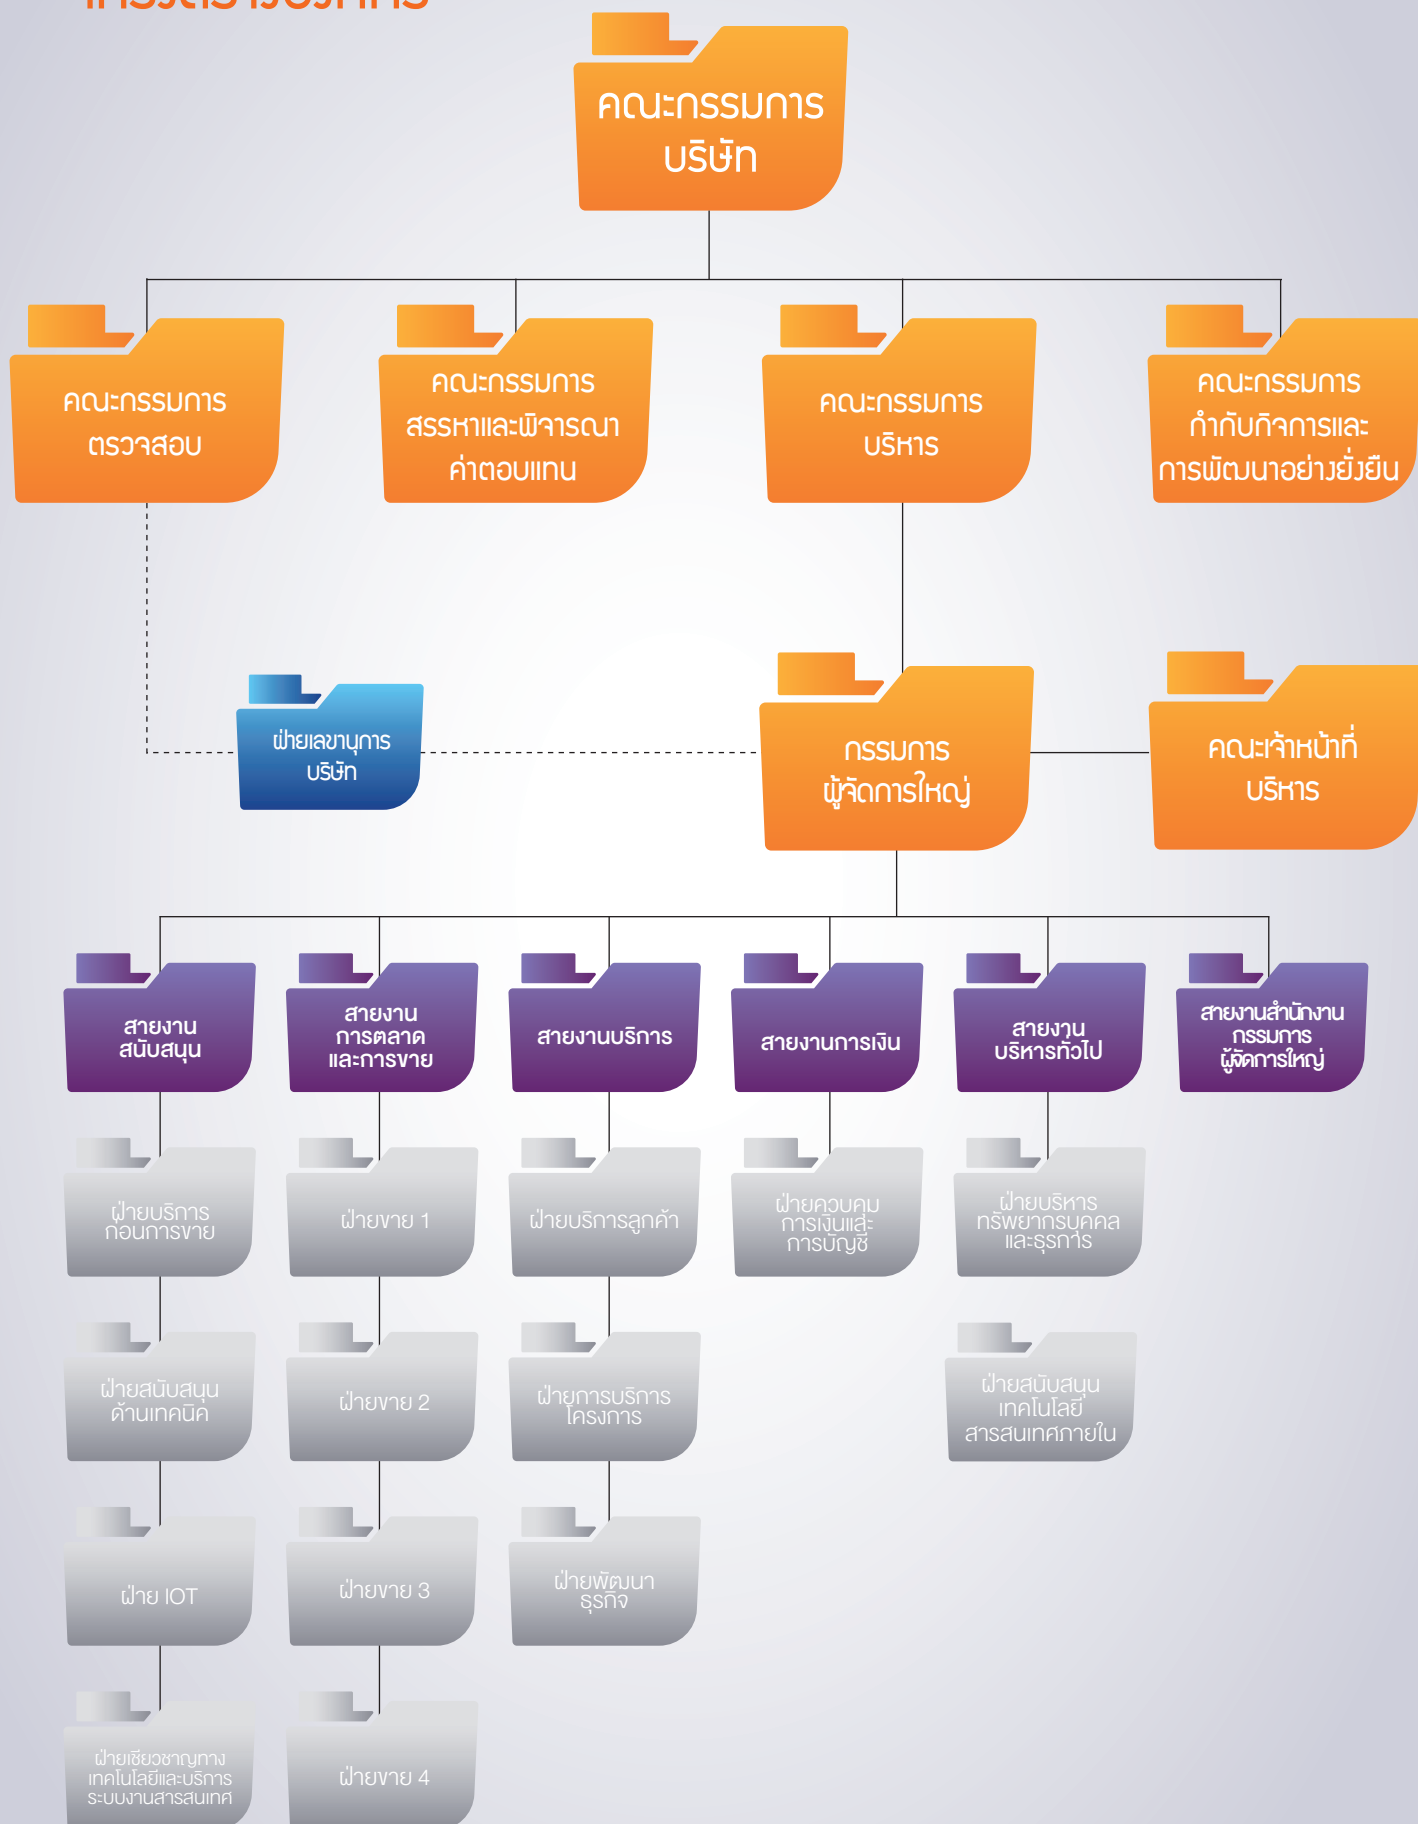 คณะกรรมการ
บริษัท
คณะกรรมการ
ตรวจสอบ
คณะกรรมการ
สรรหาและพิจารณา
ค่าตอบแทน
คณะกรรมการ
บริหาร
คณะกรรมการ
กำกับกิจการและ
การพัฒนาอย่างยั่งยืน
ฝ่ายเลขานุการ
บริษัท
กรรมการ
ผู้จัดการใหญ่
คณะเจ้าหน้าที่
บริหาร
สายงาน
สนับสนุน
สายงาน
การตลาด
และการขาย
สายงานบริการ
สายงานการเงิน
สายงาน
บริหารทั่วไป
สายงานสำนักงาน
กรรมการ
ผู้จัดการใหญ่
ฝ่ายบริการ
ก่อนการขาย
ฝ่ายขาย 1
ฝ่ายบริการลูกค้า
ฝ่ายควบคุม
การเงินและ
การบัญชี
ฝ่ายบริหาร
ทรัพยากรบุคคล
และธุรการ
ฝ่ายสนับสนุน
ด้านเทคนิค
ฝ่ายขาย 2
ฝ่ายการบริการ
โครงการ
ฝ่ายสนับสนุน
เทคโนโลยี
สารสนเทศภายใน
ฝ่าย IOT
ฝ่ายขาย 3
ฝ่ายพัฒนา
ธุรกิจ
ฝ่ายเชียวชาญทาง
เทคโนโลยีและบริการ
ระบบงานสารสนเทศ
ฝ่ายขาย 4